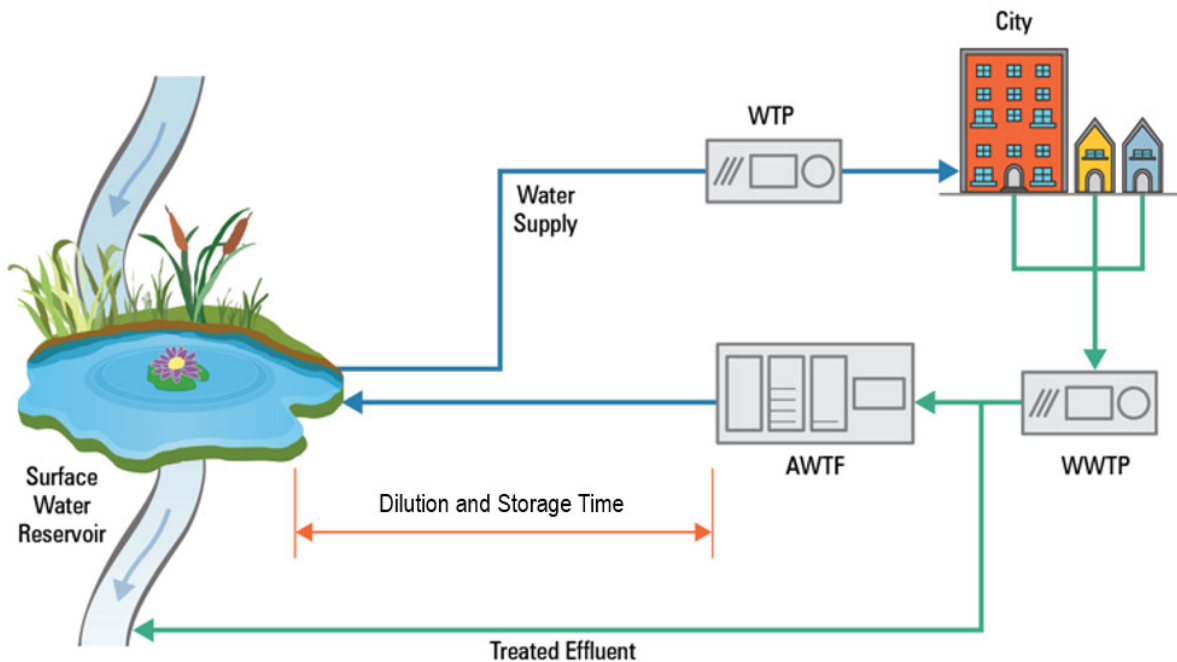 City
WTP
Water
Supply
AWTF
WWTP
Surface
Water
Reservoir
Dilution and Storage Time
Treated Effluent